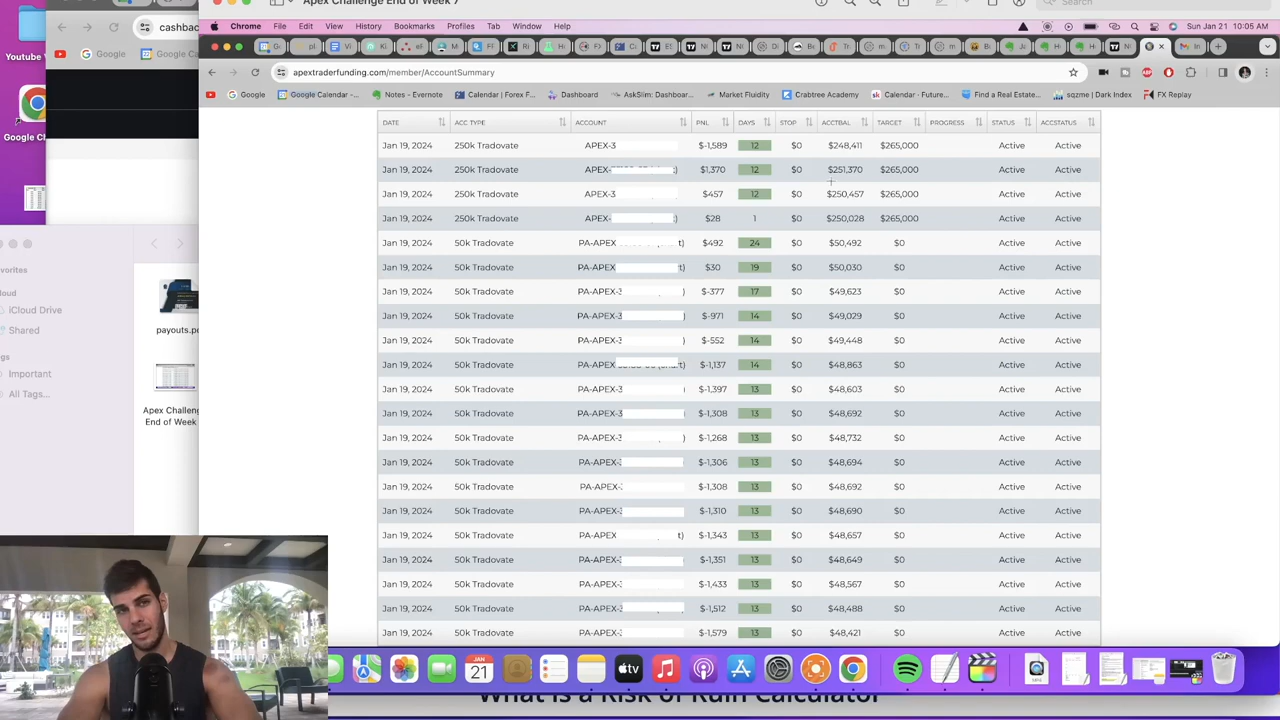 Apex Challenge End of Week 7
Search
Chrome File Edit View History Bookmarks Profiles Tab Window Help
Sun Jan 21 10:05 AM
Youtube
cashbac
Google
Google Ca
apextraderfunding.com/member/AccountSummary
Google
Google Calendar -...
Notes - Evernote
Calendar | Forex F...
Dashboard
AskSlim: Dashboar...
Market Fluidity
Crabtree Academy
Calendar - Future...
Find a Real Estate...
sqzme | Dark Index
FX Replay
Google Ch
DATE ACC TYPE ACCOUNT PNL DAYS STOP ACCTBAL TARGET PROGRESS STATUS ACCSTATUS
Jan 19, 2024 250k Tradovate APEX-3 $-1,589 12 $0 $248,411 $265,000 Active Active
Jan 19, 2024 250k Tradovate APEX- $1,370 12 $0 $251,370 $265,000 Active Active
Jan 19, 2024 250k Tradovate APEX-3 $457 12 $0 $250,457 $265,000 Active Active
Jan 19, 2024 250k Tradovate APEX- $28 1 $0 $250,028 $265,000 Active Active
Jan 19, 2024 50k Tradovate PA-APEX $492 24 $0 $50,492 $0 Active Active
Jan 19, 2024 50k Tradovate PA-APEX $30 19 $0 $50,030 $0 Active Active
Jan 19, 2024 50k Tradovate PA-APEX 17 $0 $0 Active Active
Jan 19, 2024 50k Tradovate PA-APEX-3 $-971 14 $0 $49,029 $0 Active Active
Jan 19, 2024 50k Tradovate PA-APEX-3 $-552 14 $0 $49,448 $0 Active Active
Jan 19, 2024 50k Tradovate PA-APEX $-1,137 14 $0 $48,863 $0 Active Active
Jan 19, 2024 50k Tradovate PA-APEX-3 13 $0 $0 Active Active
Jan 19, 2024 50k Tradovate PA-APEX-3 $-1,308 13 $0 $48,692 $0 Active Active
Jan 19, 2024 50k Tradovate PA-APEX-3 $-1,268 13 $0 $48,732 $0 Active Active
Jan 19, 2024 50k Tradovate PA-APEX-3 $-1,306 13 $0 $48,694 $0 Active Active
Jan 19, 2024 50k Tradovate PA-APEX- $-1,308 13 $0 $48,692 $0 Active Active
Jan 19, 2024 50k Tradovate PA-APEX- $-1,310 13 $0 $48,690 $0 Active Active
Jan 19, 2024 50k Tradovate PA-APEX $-1,343 13 $0 $48,657 $0 Active Active
Jan 19, 2024 50k Tradovate PA-APEX-3 $-1,351 13 $0 $48,649 $0 Active Active
Jan 19, 2024 50k Tradovate PA-APEX-3 $-1,433 13 $0 $48,567 $0 Active Active
Jan 19, 2024 50k Tradovate PA-APEX-3 $-1,512 13 $0 $48,488 $0 Active Active
Jan 19, 2024 50k Tradovate PA-APEX-3 $-1,579 13 $0 $48,421 $0 Active Active
avorites
loud
iCloud Drive
Shared
ags
Important
All Tags...
payouts.p
Apex Challeng
End of Week
JAN
21
tv